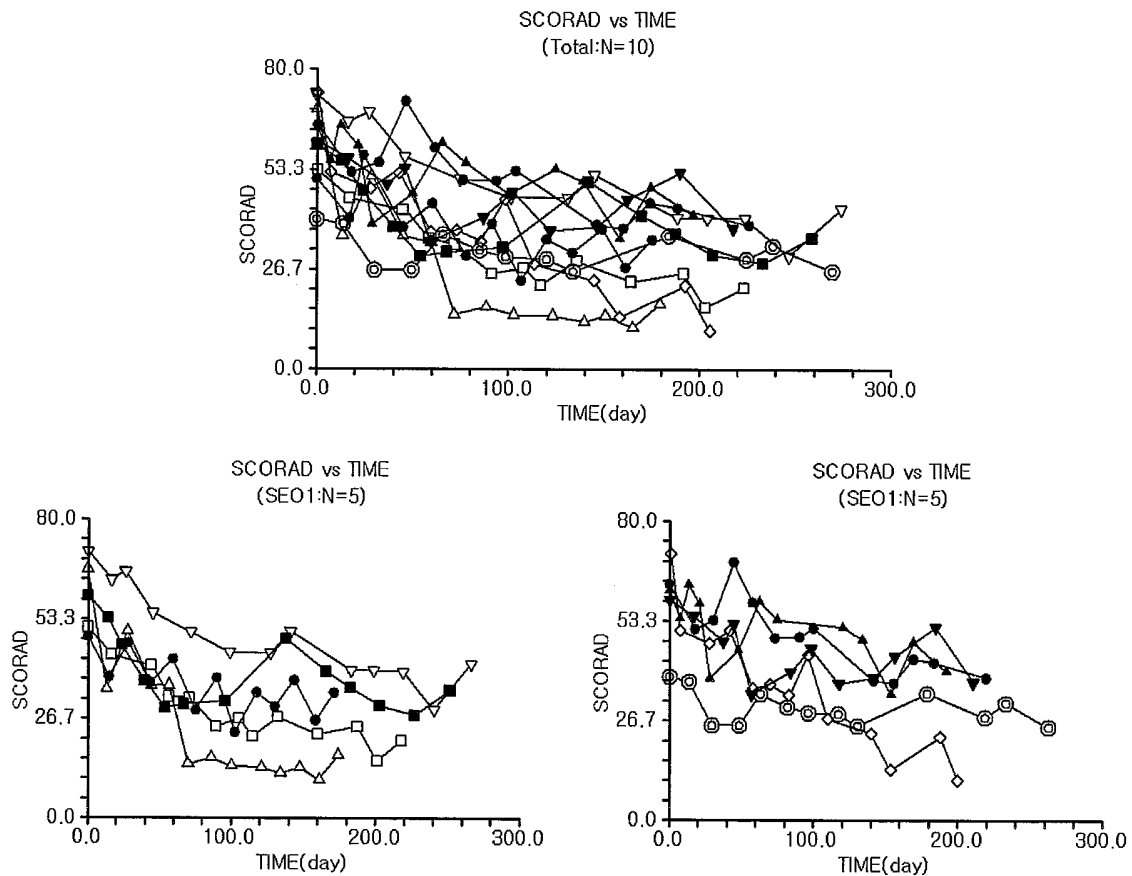 SCORAD vs TIME
(Total:N=10)
80.0
53.3
26.7
0.0
SCORAD
0.0
100.0
200.0
300.0
TIME(day)
SCORAD vs TIME
(SEO1:N=5)
80.0
53.3
26.7
0.0
SCORAD
0.0
100.0
200.0
300.0
TIME(day)
SCORAD vs TIME
(SEO1:N=5)
80.0
53.3
26.7
0.0
SCORAD
0.0
100.0
200.0
300.0
TIME(day)